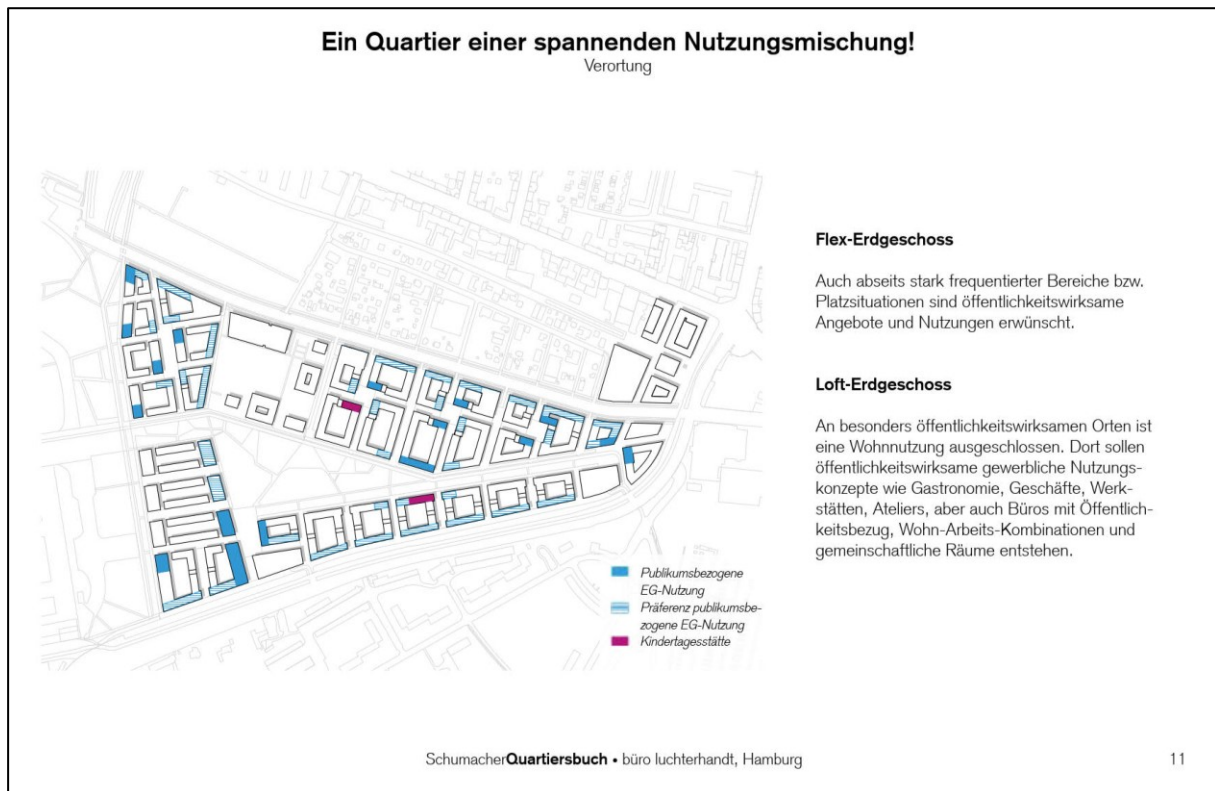 Ein Quartier einer spannenden Nutzungsmischung!
Verortung
Flex-Erdgeschoss
Auch abseits stark frequentierter Bereiche bzw.
Platzsituationen sind öffentlichkeitswirksame
Angebote und Nutzungen erwünscht.
Loft-Erdgeschoss
An besonders öffentlichkeitswirksamen Orten ist
eine Wohnnutzung ausgeschlossen. Dort sollen
öffentlichkeitswirksame gewerbliche Nutzungs-
konzepte wie Gastronomie, Geschäfte, Werk-
stätten, Ateliers, aber auch Büros mit Öffentlich-
keitsbezug, Wohn-Arbeits-Kombinationen und
gemeinschaftliche Räume entstehen.
Publikumsbezogene
EG-Nutzung
Präferenz publikumsbe-
zogene EG-Nutzung
Kindertagesstätte
SchumacherQuartiersbuch • büro luchterhandt, Hamburg
11